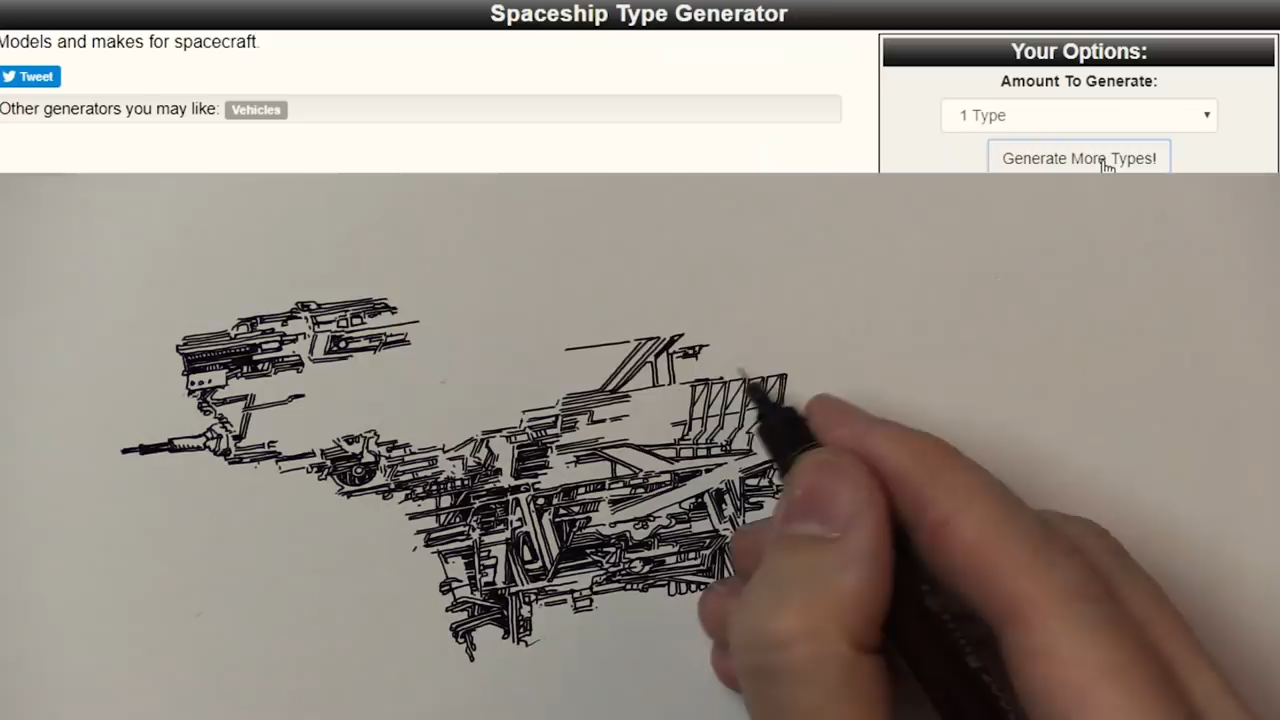 Spaceship Type Generator
Models and makes for spacecraft.
Tweet
Other generators you may like: Vehicles
Your Options:
Amount To Generate:
1 Type
Generate More Types!